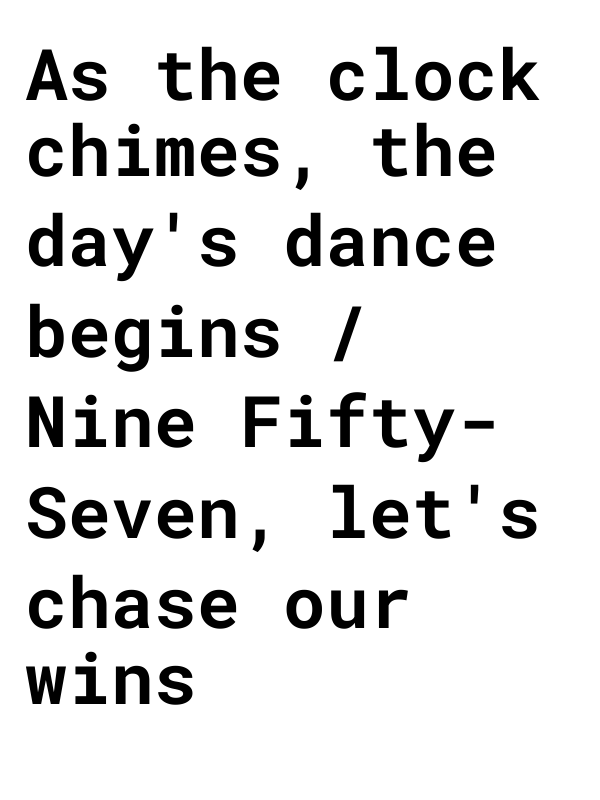 As the clock
chimes, the
day's dance
begins /
Nine Fifty-
Seven, let's
chase our
wins